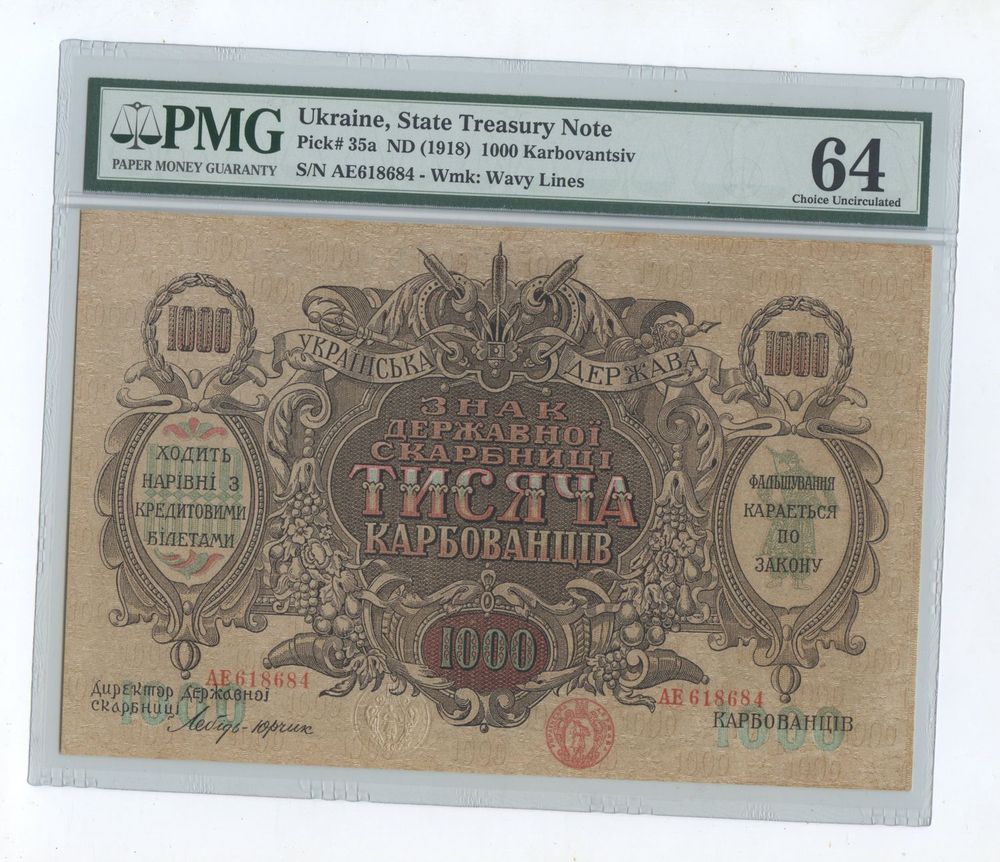 PMG
PAPER MONEY GUARANTY
Ukraine, State Treasury Note
Pick# 35a ND (1918) 1000 Karbovantsiv
S/N AE618684 - Wmk: Wavy Lines
64
Choice Uncirculated
1000
1000
УКРАЇНСЬКА ДЕРЖАВА
ЗНАК
ДЕРЖАВНОЇ
СКАРБНИЦІ
ТИСЯЧА
КАРБОВАНЦІВ
ХОДИТЬ
НАРІВНІ З
КРЕДИТОВИМИ
БІЛЕТАМИ
ФАЛЬШУВАННЯ
КАРАЕТЬСЯ
ПО
ЗАКОНУ
1000
АЕ 618684
АЕ 618684
Директор Державної
скарбниці
Лебідь-Юрчик
1000
КАРБОВАНЦІВ
1000